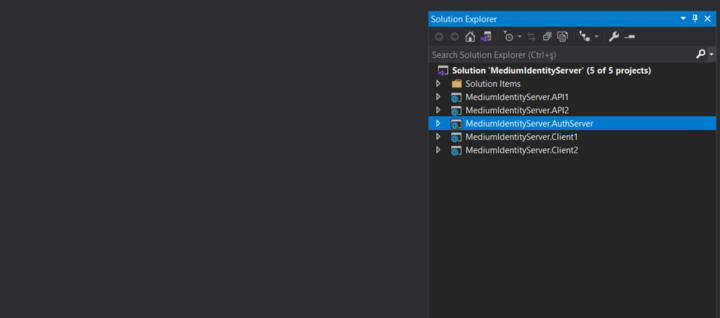 Solution Explorer
Search Solution Explorer (Ctrl+ş)
Solution 'MediumIdentityServer' (5 of 5 projects)
Solution Items
MediumIdentityServer.API1
MediumIdentityServer.API2
MediumIdentityServer.AuthServer
MediumIdentityServer.Client1
MediumIdentityServer.Client2